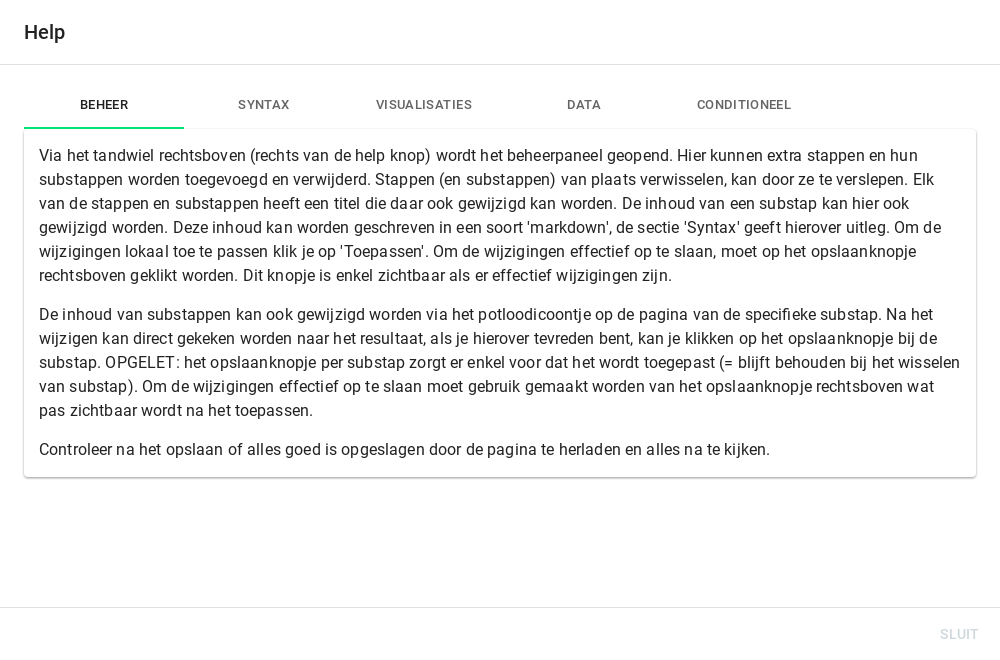 Help
BEHEER SYNTAX VISUALISATIES DATA CONDITIONEEL
Via het tandwiel rechtsboven (rechts van de help knop) wordt het beheerpaneel geopend. Hier kunnen extra stappen en hun
substappen worden toegevoegd en verwijderd. Stappen (en substappen) van plaats verwisselen, kan door ze te verslepen. Elk
van de stappen en substappen heeft een titel die daar ook gewijzigd kan worden. De inhoud van een substap kan hier ook
gewijzigd worden. Deze inhoud kan worden geschreven in een soort 'markdown', de sectie 'Syntax' geeft hierover uitleg. Om de
wijzigingen lokaal toe te passen klik je op 'Toepassen'. Om de wijzigingen effectief op te slaan, moet op het opslaanknopje
rechtsboven geklikt worden. Dit knopje is enkel zichtbaar als er effectief wijzigingen zijn.
De inhoud van substappen kan ook gewijzigd worden via het potloodicoontje op de pagina van de specifieke substap. Na het
wijzigen kan direct gekeken worden naar het resultaat, als je hierover tevreden bent, kan je klikken op het opslaanknopje bij de
substap. OPGELET: het opslaanknopje per substap zorgt er enkel voor dat het wordt toegepast (= blijft behouden bij het wisselen
van substap). Om de wijzigingen effectief op te slaan moet gebruik gemaakt worden van het opslaanknopje rechtsboven wat
pas zichtbaar wordt na het toepassen.
Controleer na het opslaan of alles goed is opgeslagen door de pagina te herladen en alles na te kijken.
SLUIT